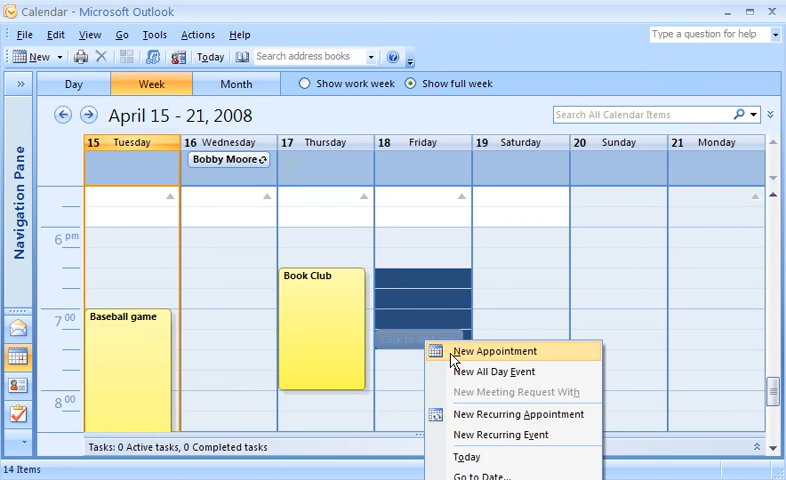 Calendar - Microsoft Outlook
File Edit View Go Tools Actions Help
Type a question for help
New Today Search address books
Day Week Month Show work week Show full week
April 15 - 21, 2008
Search All Calendar Items
15 Tuesday 16 Wednesday 17 Thursday 18 Friday 19 Saturday 20 Sunday 21 Monday
Bobby Moore
Navigation Pane
6 pm
Book Club
7 00
Baseball game
8 00
New Appointment
New All Day Event
New Meeting Request With
New Recurring Appointment
New Recurring Event
Today
Go to Date...
Tasks: 0 Active tasks, 0 Completed tasks
14 Items